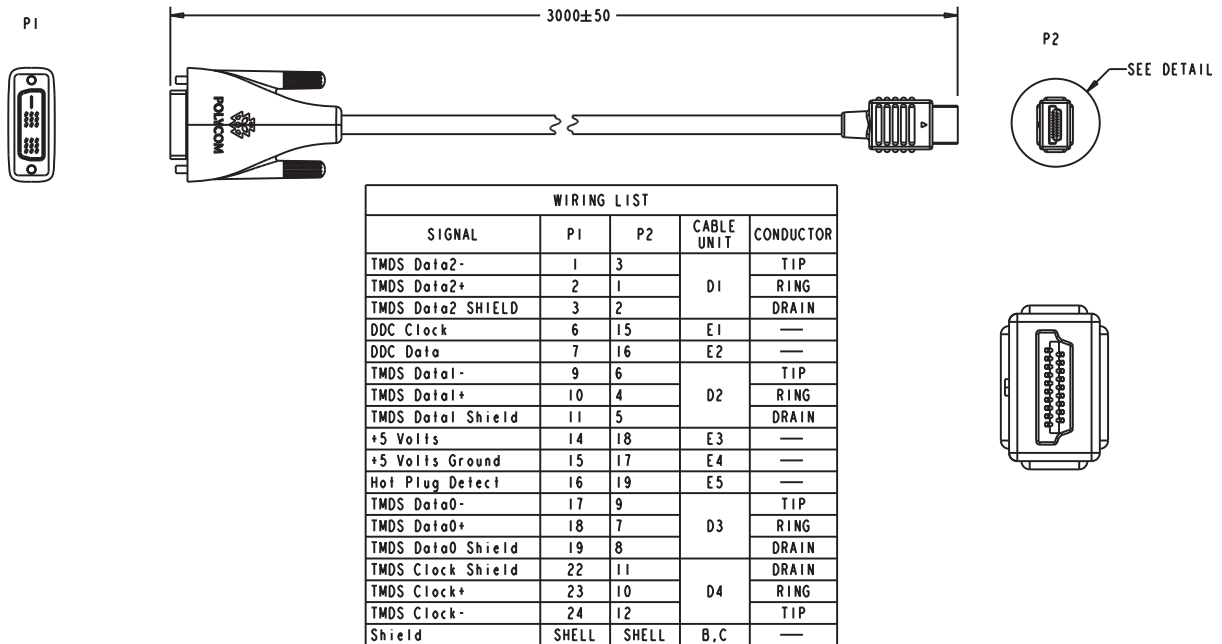 P1
3000±50
P2
SEE DETAIL
POLYCOM
WIRING LIST
SIGNAL P1 P2 CABLE UNIT CONDUCTOR
TMDS Data2- 1 3 D1 TIP
TMDS Data2+ 2 1 RING
TMDS Data2 SHIELD 3 2 DRAIN
DDC Clock 6 15 E1 —
DDC Data 7 16 E2 —
TMDS Data1- 9 6 D2 TIP
TMDS Data1+ 10 4 RING
TMDS Data1 Shield 11 5 DRAIN
+5 Volts 14 18 E3 —
+5 Volts Ground 15 17 E4 —
Hot Plug Detect 16 19 E5 —
TMDS Data0- 17 9 D3 TIP
TMDS Data0+ 18 7 RING
TMDS Data0 Shield 19 8 DRAIN
TMDS Clock Shield 22 11 D4 DRAIN
TMDS Clock+ 23 10 RING
TMDS Clock- 24 12 TIP
Shield SHELL SHELL B,C —